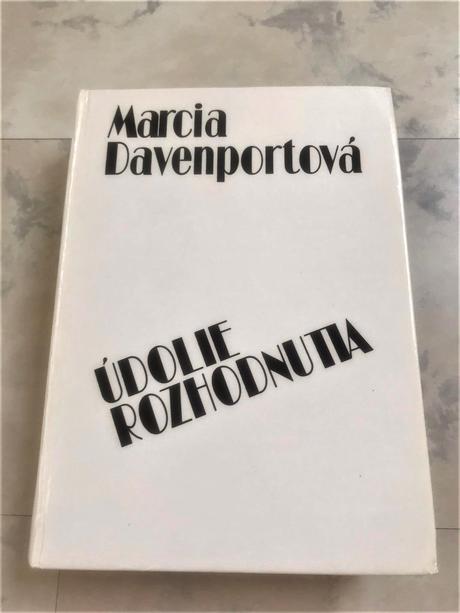 Marcia
Davenportová
ÚDOLIE
ROZHODNUTIA